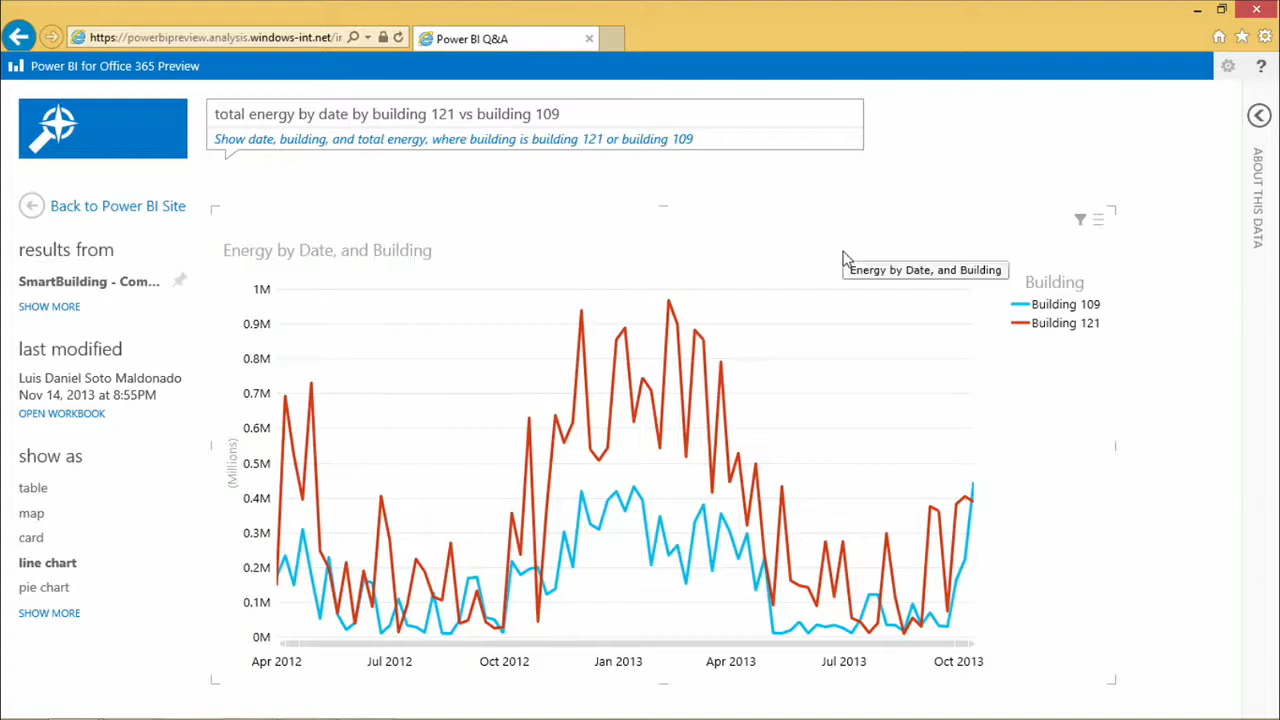 https://powerbipreview.analysis.windows-int.net/ir
Power BI Q&A
Power BI for Office 365 Preview
?
total energy by date by building 121 vs building 109
Show date, building, and total energy, where building is building 121 or building 109
Back to Power BI Site
results from
SmartBuilding - Com...
SHOW MORE
last modified
Luis Daniel Soto Maldonado
Nov 14, 2013 at 8:55PM
OPEN WORKBOOK
show as
table
map
card
line chart
pie chart
SHOW MORE
Energy by Date, and Building
Energy by Date, and Building
Building
Building 109
Building 121
(Millions)
1M
0.9M
0.8M
0.7M
0.6M
0.5M
0.4M
0.3M
0.2M
0.1M
0M
Apr 2012
Jul 2012
Oct 2012
Jan 2013
Apr 2013
Jul 2013
Oct 2013
ABOUT THIS DATA